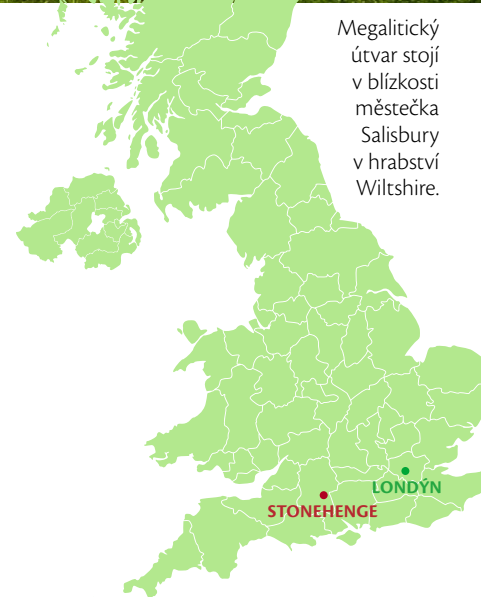 Megalitický
útvar stojí
v blízkosti
městečka
Salisbury
v hrabství
Wiltshire.
LONDÝN
STONEHENGE